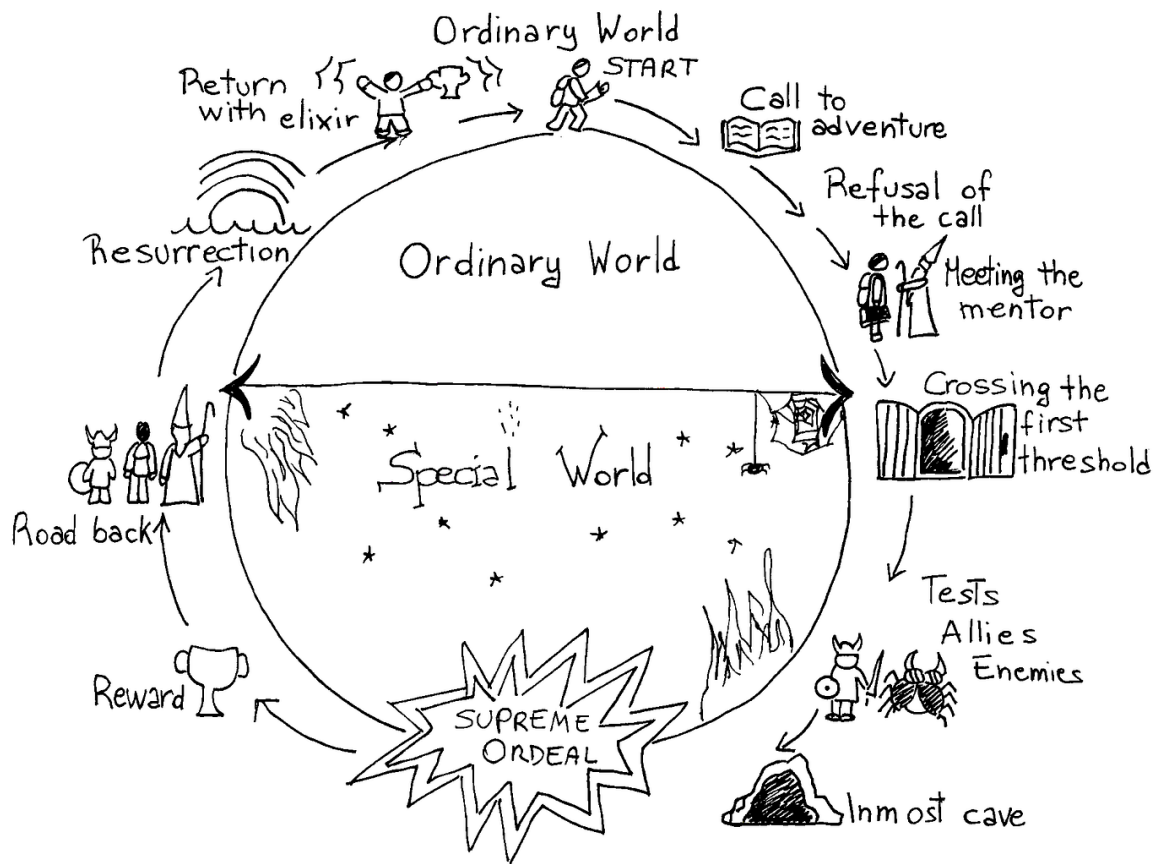 Ordinary World
START
Call to
adventure
Refusal of
the call
Meeting the
mentor
Crossing the
first
threshold
Tests
Allies
Enemies
Inmost cave
SUPREME
ORDEAL
Reward
Road back
Resurrection
Return
with elixir
Ordinary World
Special World